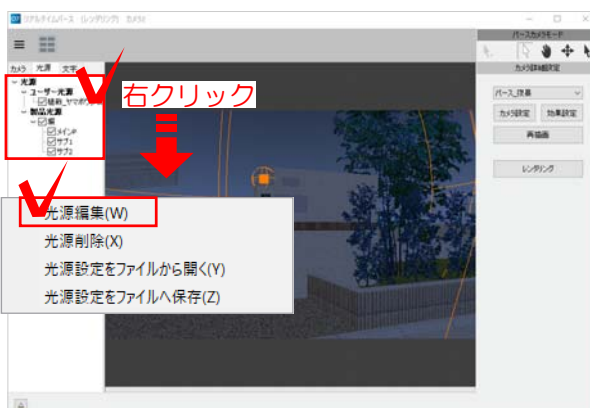 リアルタイムパース (レンダリング) カメラ1
パースカメラモード
カメラ 光源 文字
カメラ詳細設定
光源
ユーザー光源
製品光源
メインP
サブ1
サブ2
右クリック
パース_夜景
カメラ設定 効果設定
再描画
レンダリング
光源編集(W)
光源削除(X)
光源設定をファイルから開く(Y)
光源設定をファイルへ保存(Z)